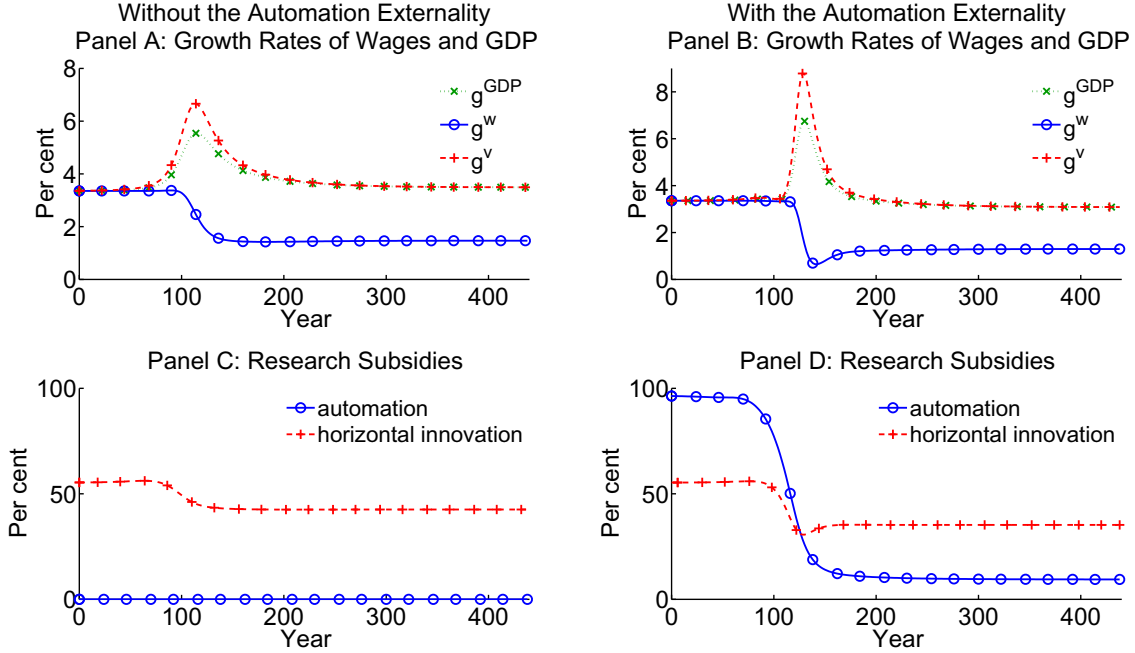 Without the Automation Externality
Panel A: Growth Rates of Wages and GDP
8
6
4
2
0
Per cent
g^GDP
g^w
g^v
0 100 200 300 400
Year
With the Automation Externality
Panel B: Growth Rates of Wages and GDP
8
6
4
2
0
Per cent
g^GDP
g^w
g^v
0 100 200 300 400
Year
Panel C: Research Subsidies
100
50
0
Per cent
automation
horizontal innovation
0 100 200 300 400
Year
Panel D: Research Subsidies
100
50
0
Per cent
automation
horizontal innovation
0 100 200 300 400
Year